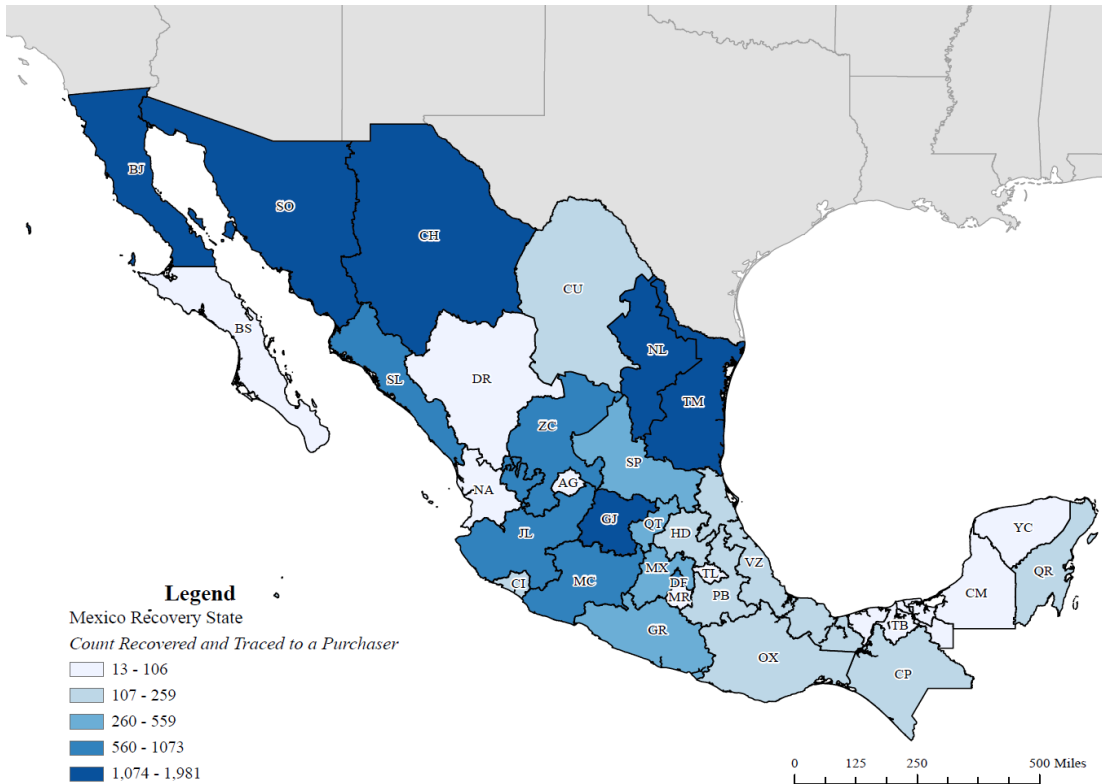 BJ
SO
CH
CU
BS
NL
SL
DR
TM
ZC
SP
NA
AG
GJ
QT
JL
HD
YC
VZ
MX
TL
QR
CI
MC
DF
PB
CM
MR
TB
GR
OX
CP
Legend
Mexico Recovery State
Count Recovered and Traced to a Purchaser
13 - 106
107 - 259
260 - 559
560 - 1073
1,074 - 1,981
0 125 250 500 Miles